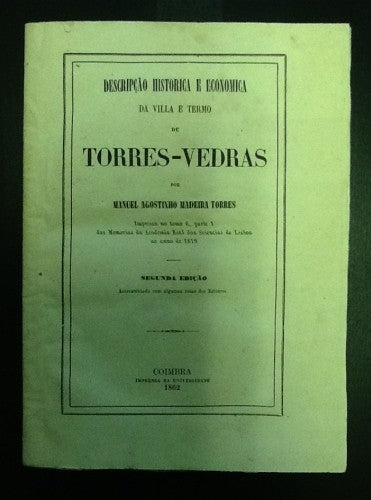 DESCRIPÇÃO HISTORICA E ECONOMICA
DA VILLA E TERMO
DE
TORRES-VEDRAS
POR
MANUEL AGOSTINHO MADEIRA TORRES
Impressa no tomo 6, parte 1
das Memorias da Academia Real das Sciencias de Lisboa
no anno de 1819
SEGUNDA EDIÇÃO
Accrescentada com algumas notas dos Editores
COIMBRA
IMPRENSA DA UNIVERSIDADE
1862